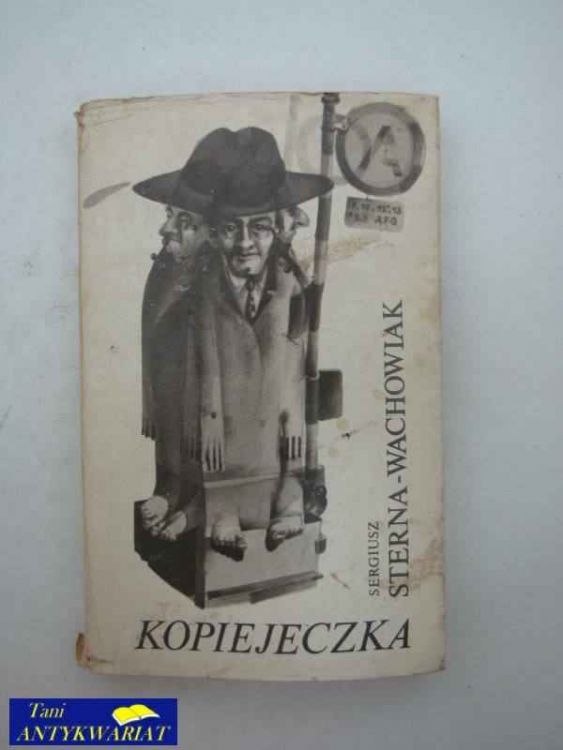 A
SERGIUSZ
STERNA-WACHOWIAK
KOPIEJECZKA
Tani
ANTYKWARIAT